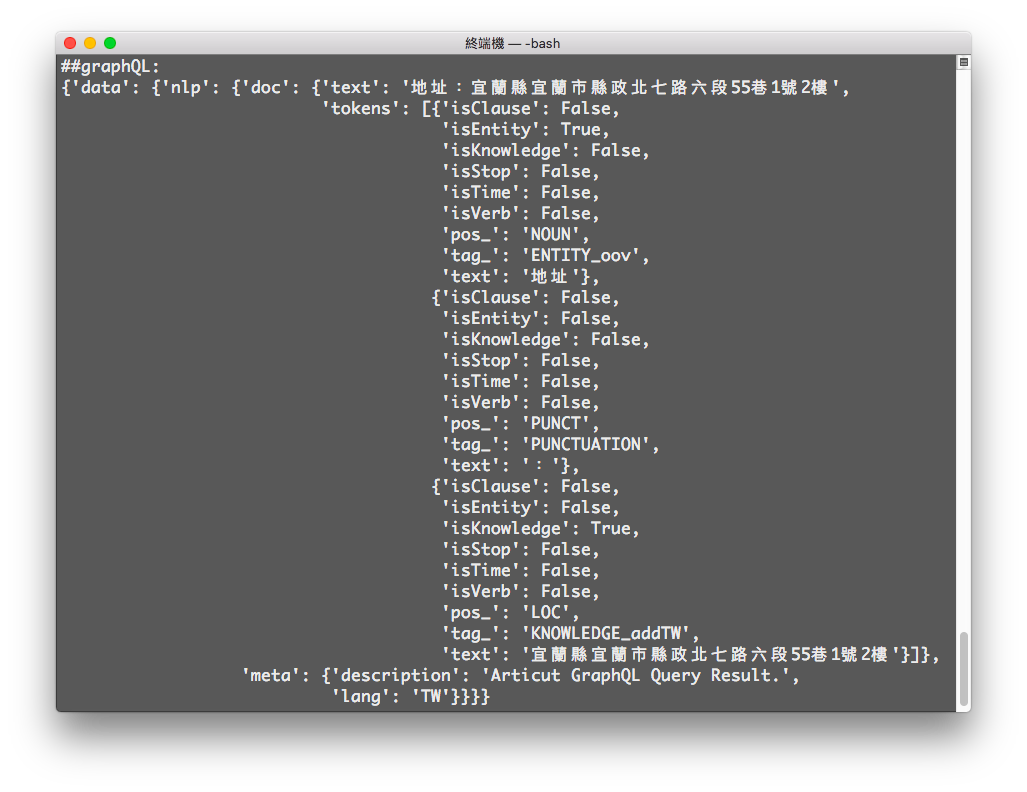 終端機 — -bash
##graphQL:
{'data': {'nlp': {'doc': {'text': '地址：宜蘭縣宜蘭市縣政北七路六段55巷1號2樓',
'tokens': [{'isClause': False,
'isEntity': True,
'isKnowledge': False,
'isStop': False,
'isTime': False,
'isVerb': False,
'pos_': 'NOUN',
'tag_': 'ENTITY_oov',
'text': '地址'},
{'isClause': False,
'isEntity': False,
'isKnowledge': False,
'isStop': False,
'isTime': False,
'isVerb': False,
'pos_': 'PUNCT',
'tag_': 'PUNCTUATION',
'text': '：'},
{'isClause': False,
'isEntity': False,
'isKnowledge': True,
'isStop': False,
'isTime': False,
'isVerb': False,
'pos_': 'LOC',
'tag_': 'KNOWLEDGE_addTW',
'text': '宜蘭縣宜蘭市縣政北七路六段55巷1號2樓'}]},
'meta': {'description': 'Articut GraphQL Query Result.',
'lang': 'TW'}}}}